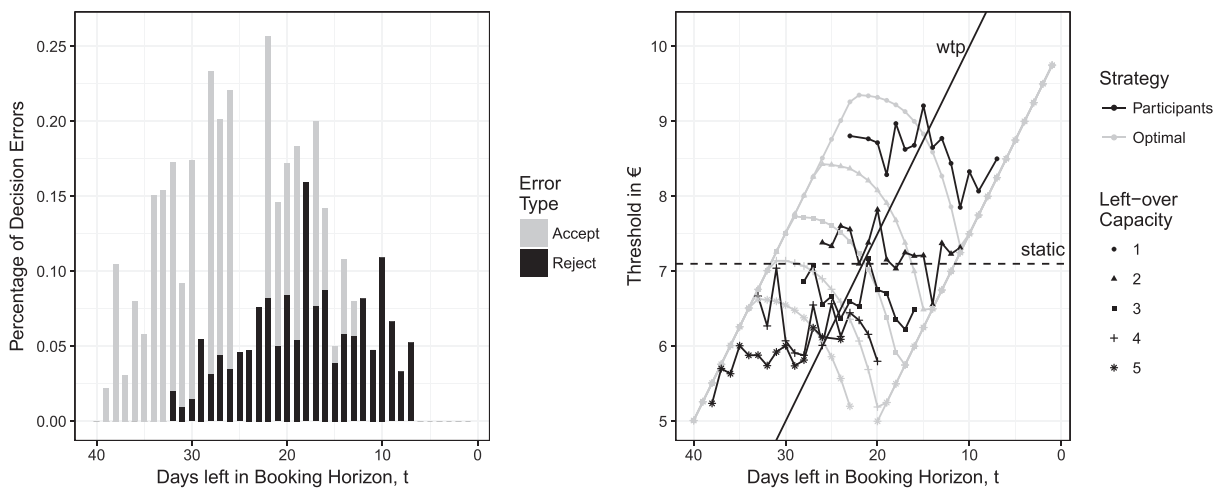 0.25
0.20
0.15
0.10
0.05
0.00
Percentage of Decision Errors
40
30
20
10
0
Days left in Booking Horizon, t
Error
Type
Accept
Reject
10
9
8
7
6
5
Threshold in €
wtp
static
40
30
20
10
0
Days left in Booking Horizon, t
Strategy
Participants
Optimal
Left−over
Capacity
1
2
3
4
5